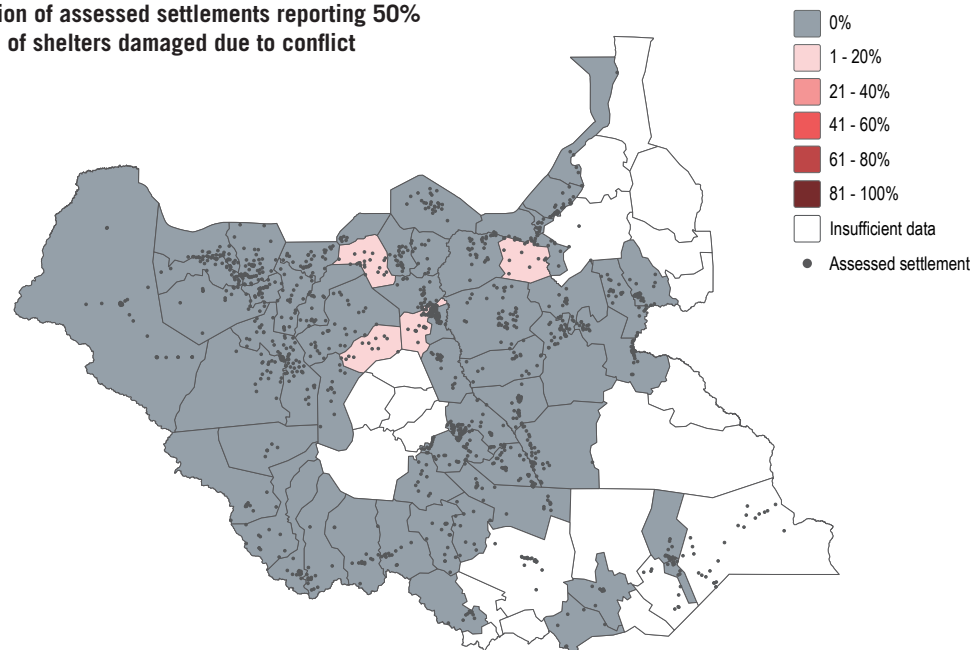 of assessed settlements reporting 50%
of shelters damaged due to conflict
0%
1 - 20%
21 - 40%
41 - 60%
61 - 80%
81 - 100%
Insufficient data
Assessed settlement